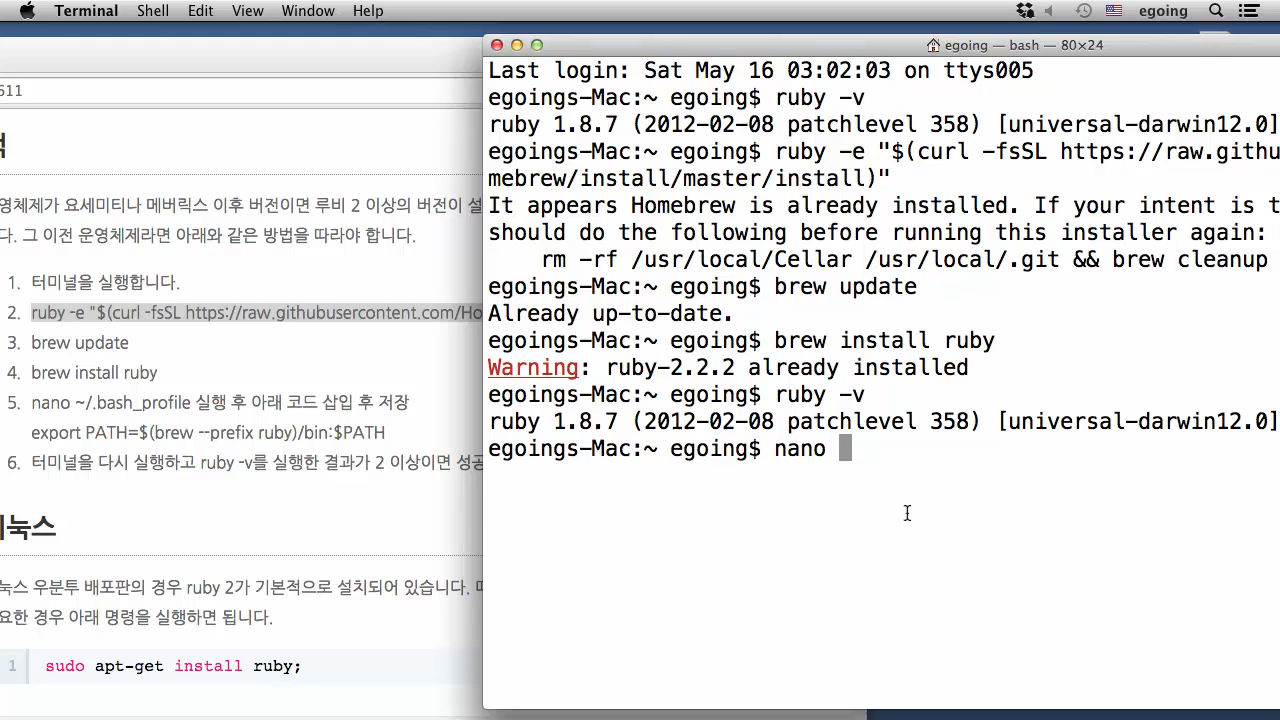 Terminal Shell Edit View Window Help egoing
egoing — bash — 80×24
511
영체제가 요세미티나 메버릭스 이후 버전이면 루비 2 이상의 버전이 설
다. 그 이전 운영체제라면 아래와 같은 방법을 따라야 합니다.
1. 터미널을 실행합니다.
2. ruby -e "$(curl -fsSL https://raw.githubusercontent.com/Ho
3. brew update
4. brew install ruby
5. nano ~/.bash_profile 실행 후 아래 코드 삽입 후 저장
export PATH=$(brew --prefix ruby)/bin:$PATH
6. 터미널을 다시 실행하고 ruby -v를 실행한 결과가 2 이상이면 성공
리눅스
눅스 우분투 배포판의 경우 ruby 2가 기본적으로 설치되어 있습니다.
요한 경우 아래 명령을 실행하면 됩니다.
1 sudo apt-get install ruby;
Last login: Sat May 16 03:02:03 on ttys005
egoings-Mac:~ egoing$ ruby -v
ruby 1.8.7 (2012-02-08 patchlevel 358) [universal-darwin12.0]
egoings-Mac:~ egoing$ ruby -e "$(curl -fsSL https://raw.githu
mebrew/install/master/install)"
It appears Homebrew is already installed. If your intent is t
should do the following before running this installer again:
rm -rf /usr/local/Cellar /usr/local/.git && brew cleanup
egoings-Mac:~ egoing$ brew update
Already up-to-date.
egoings-Mac:~ egoing$ brew install ruby
Warning: ruby-2.2.2 already installed
egoings-Mac:~ egoing$ ruby -v
ruby 1.8.7 (2012-02-08 patchlevel 358) [universal-darwin12.0]
egoings-Mac:~ egoing$ nano